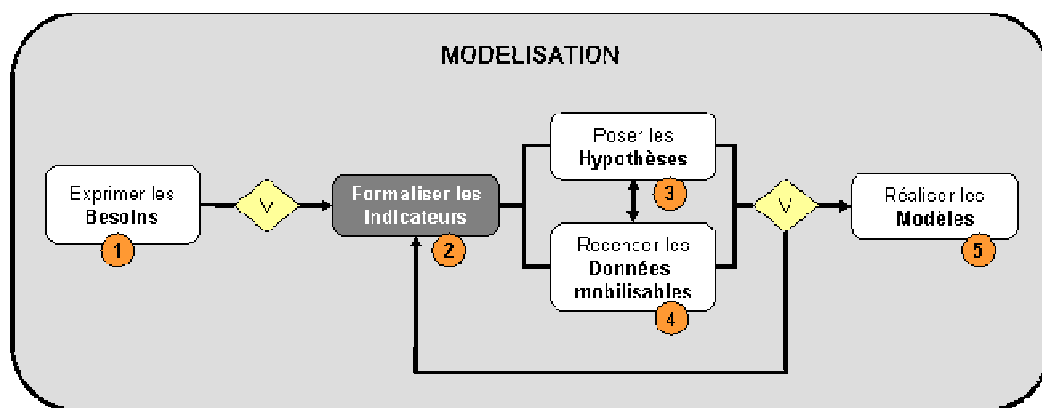 MODELISATION
Exprimer les
Besoins
1
V
Formaliser les
Indicateurs
2
Poser les
Hypothèses
3
Recenser les
Données
mobilisables
4
V
Réaliser les
Modèles
5